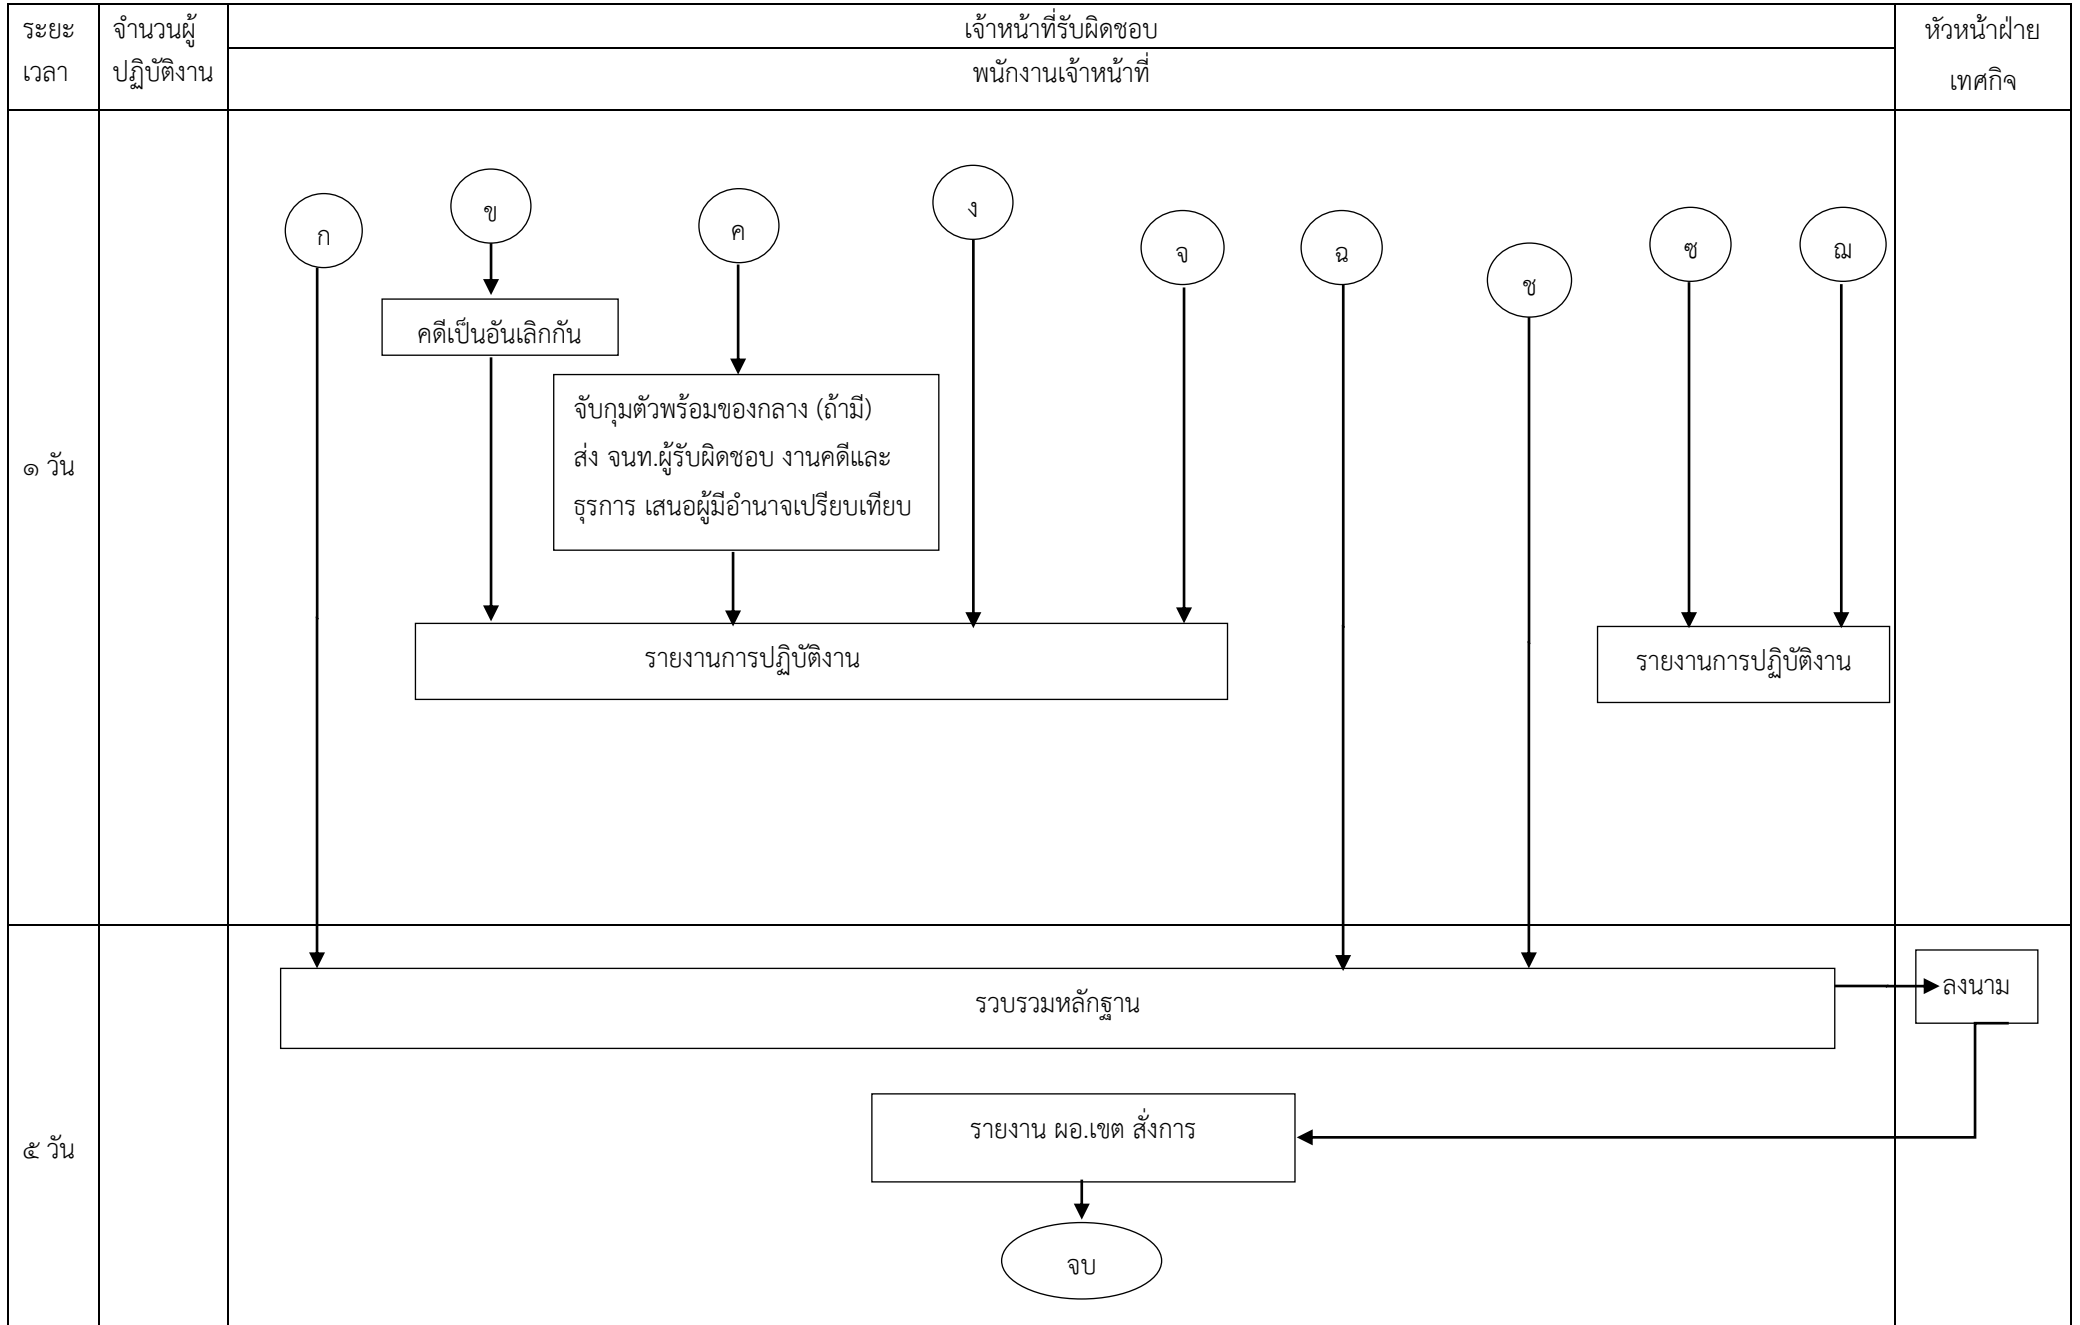 ระยะ
เวลา
จำนวนผู้
ปฏิบัติงาน
เจ้าหน้าที่รับผิดชอบ
พนักงานเจ้าหน้าที่
หัวหน้าฝ่าย
เทศกิจ
๑ วัน
ก
ข
ค
ง
จ
ฉ
ช
ซ
ฌ
คดีเป็นอันเลิกกัน
จับกุมตัวพร้อมของกลาง (ถ้ามี)
ส่ง จนท.ผู้รับผิดชอบ งานคดีและ
ธุรการ เสนอผู้มีอำนาจเปรียบเทียบ
รายงานการปฏิบัติงาน
รายงานการปฏิบัติงาน
๕ วัน
รวบรวมหลักฐาน
ลงนาม
รายงาน ผอ.เขต สั่งการ
จบ